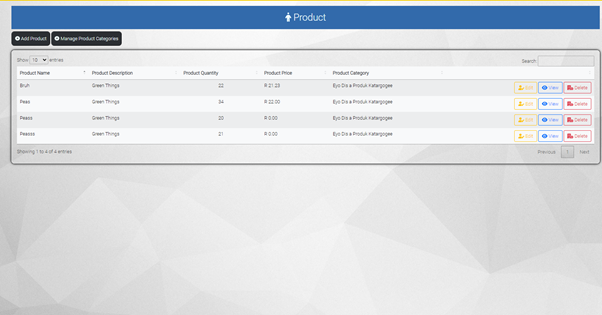 Product
Add Product Manage Product Categories
Show 10 entries Search:
Product Name Product Description Product Quantity Product Price Product Category
Bruh Green Things 22 R 21.23 Eyo Dis a Produk Katargogee Edit View Delete
Peas Green Things 34 R 22.00 Eyo Dis a Produk Katargogee Edit View Delete
Peass Green Things 20 R 0.00 Eyo Dis a Produk Katargogee Edit View Delete
Peasss Green Things 21 R 0.00 Eyo Dis a Produk Katargogee Edit View Delete
Showing 1 to 4 of 4 entries Previous 1 Next